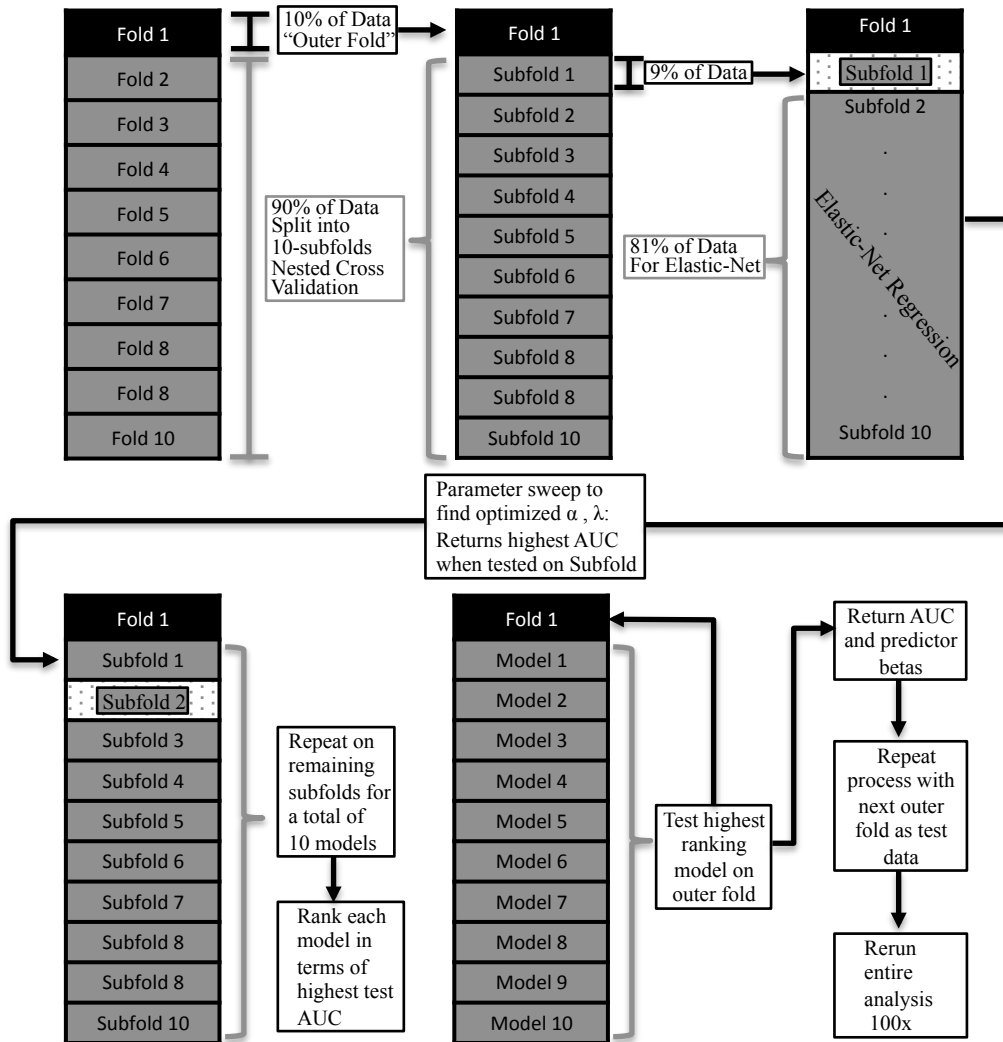 Fold 1
Fold 2
Fold 3
Fold 4
Fold 5
Fold 6
Fold 7
Fold 8
Fold 8
Fold 10
10% of Data
“Outer Fold”
90% of Data
Split into
10-subfolds
Nested Cross
Validation
Fold 1
Subfold 1
Subfold 2
Subfold 3
Subfold 4
Subfold 5
Subfold 6
Subfold 7
Subfold 8
Subfold 8
Subfold 10
9% of Data
81% of Data
For Elastic-Net
Fold 1
Subfold 1
Subfold 2
.
.
.
.
.
.
.
Elastic-Net Regression
Subfold 10
Parameter sweep to
find optimized α , λ:
Returns highest AUC
when tested on Subfold
Fold 1
Subfold 1
Subfold 2
Subfold 3
Subfold 4
Subfold 5
Subfold 6
Subfold 7
Subfold 8
Subfold 8
Subfold 10
Repeat on
remaining
subfolds for
a total of
10 models
Rank each
model in
terms of
highest test
AUC
Fold 1
Model 1
Model 2
Model 3
Model 4
Model 5
Model 6
Model 7
Model 8
Model 9
Model 10
Test highest
ranking
model on
outer fold
Return AUC
and predictor
betas
Repeat
process with
next outer
fold as test
data
Rerun
entire
analysis
100x